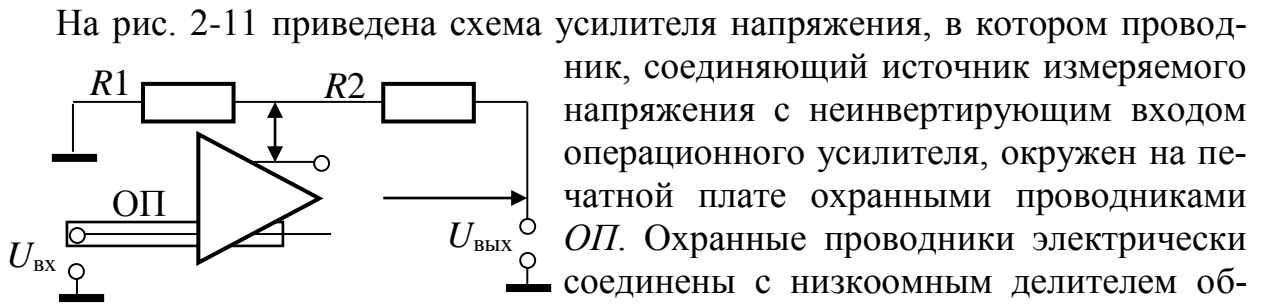 На рис. 2-11 приведена схема усилителя напряжения, в котором провод-
ник, соединяющий источник измеряемого
напряжения с неинвертирующим входом
операционного усилителя, окружен на пе-
чатной плате охранными проводниками
ОП. Охранные проводники электрически
соединены с низкоомным делителем об-
R1
R2
ОП
Uвх
Uвых